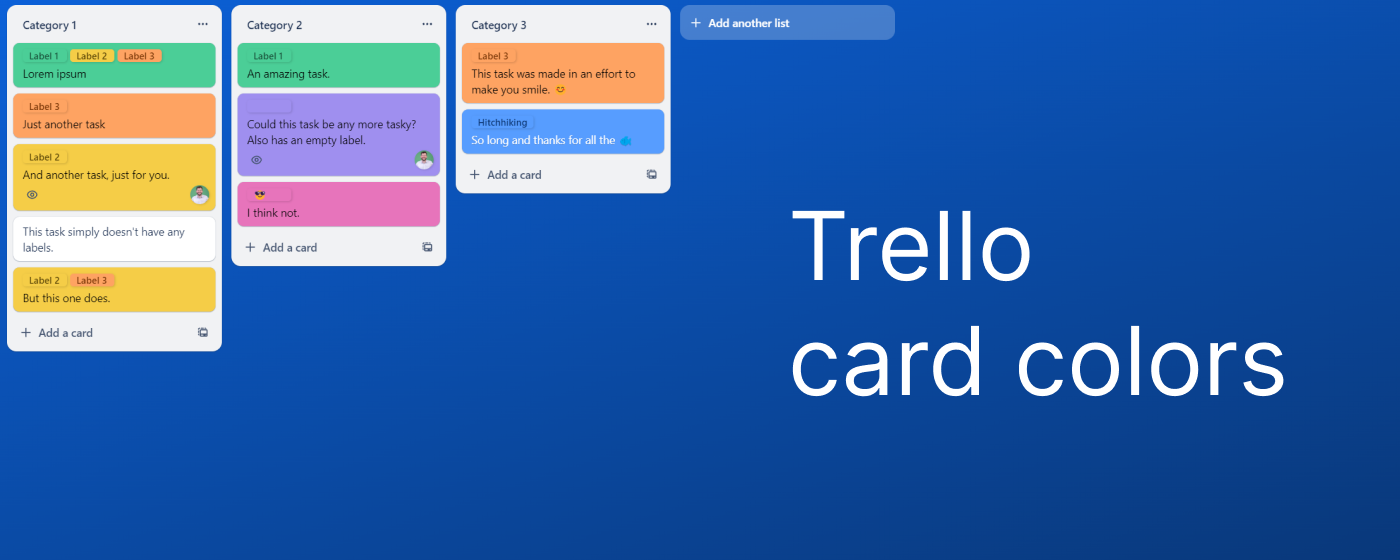 Category 1
Label 1 Label 2 Label 3
Lorem ipsum
Label 3
Just another task
Label 2
And another task, just for you.
This task simply doesn't have any
labels.
Label 2 Label 3
But this one does.
+ Add a card
Category 2
Label 1
An amazing task.
Could this task be any more tasky?
Also has an empty label.
😎
I think not.
+ Add a card
Category 3
Label 3
This task was made in an effort to
make you smile. 😊
Hitchhiking
So long and thanks for all the 🐟
+ Add a card
+ Add another list
Trello
card colors